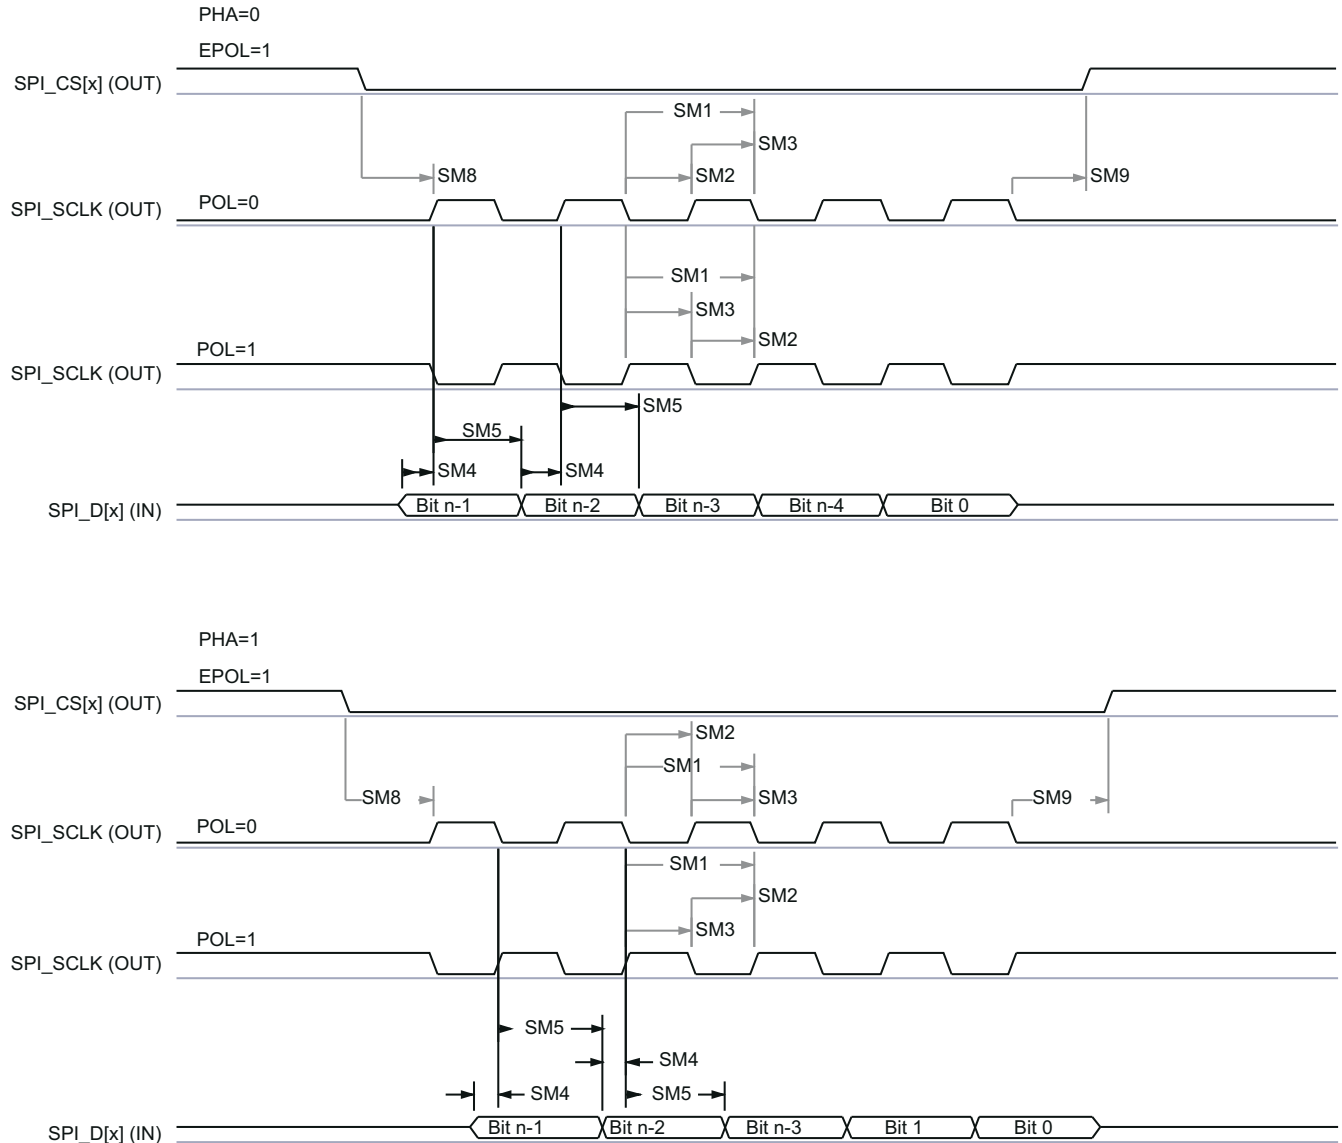 PHA=0
EPOL=1
SPI_CS[x] (OUT)
SM1
SM3
SM8
SM2
SM9
SPI_SCLK (OUT)
POL=0
SM1
SM3
SM2
POL=1
SPI_SCLK (OUT)
SM5
SM5
SM4
SM4
SPI_D[x] (IN)
Bit n-1
Bit n-2
Bit n-3
Bit n-4
Bit 0
PHA=1
EPOL=1
SPI_CS[x] (OUT)
SM2
SM1
SM8
SM3
SM9
SPI_SCLK (OUT)
POL=0
SM1
SM2
SM3
POL=1
SPI_SCLK (OUT)
SM5
SM4
SM4
SM5
SPI_D[x] (IN)
Bit n-1
Bit n-2
Bit n-3
Bit 1
Bit 0